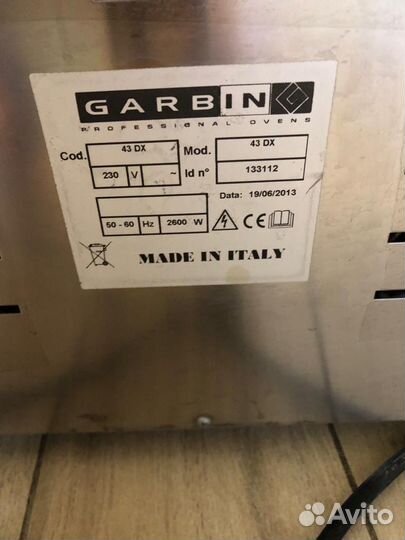 GARBIN
PROFESSIONAL OVENS
Cod. 43 DX Mod. 43 DX
230 V ~ Id n° 133112
Data: 19/06/2013
50 - 60 Hz 2600 W CE
MADE IN ITALY
Avito